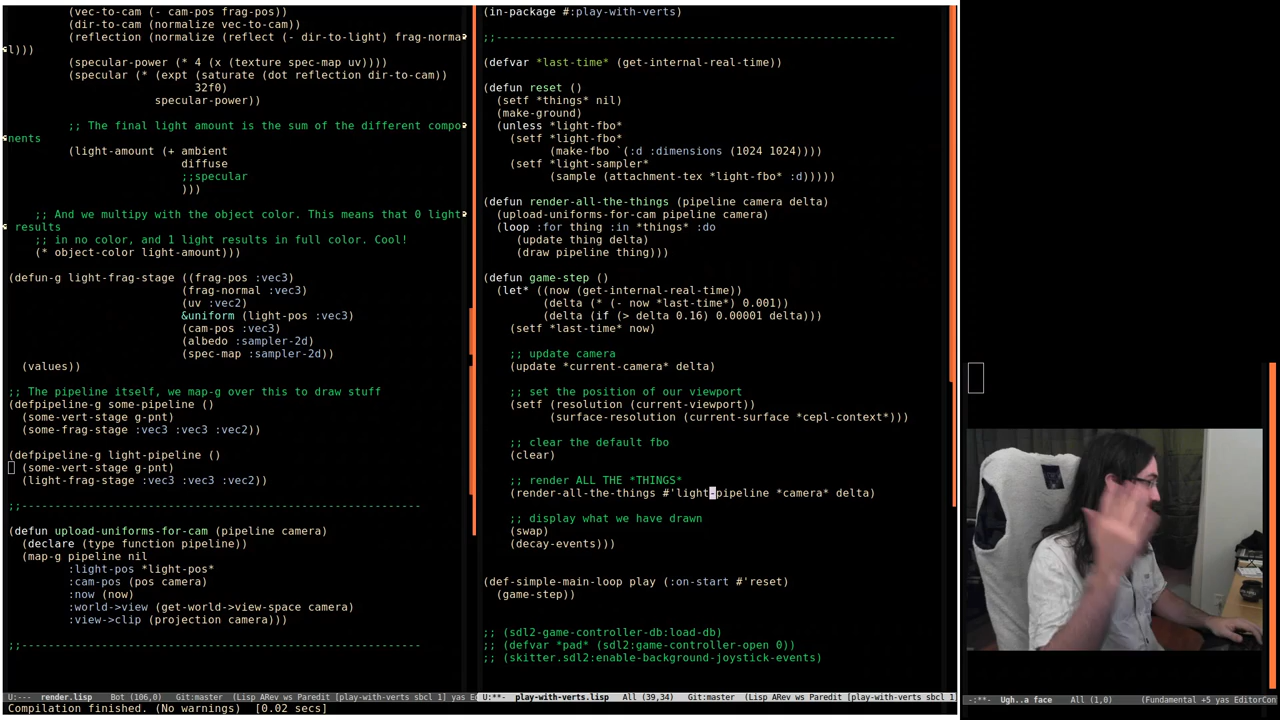 (vec-to-cam (- cam-pos frag-pos))
(dir-to-cam (normalize vec-to-cam))
(reflection (normalize (reflect (- dir-to-light) frag-norma
l)))
(specular-power (* 4 (x (texture spec-map uv))))
(specular (* (expt (saturate (dot reflection dir-to-cam))
32f0)
specular-power))
;; The final light amount is the sum of the different compo
nents
(light-amount (+ ambient
diffuse
;;specular
)))
;; And we multipy with the object color. This means that 0 light
results
;; in no color, and 1 light results in full color. Cool!
(* object-color light-amount)))
(defun-g light-frag-stage ((frag-pos :vec3)
(frag-normal :vec3)
(uv :vec2)
&uniform (light-pos :vec3)
(cam-pos :vec3)
(albedo :sampler-2d)
(spec-map :sampler-2d))
(values))
;; The pipeline itself, we map-g over this to draw stuff
(defpipeline-g some-pipeline ()
(some-vert-stage g-pnt)
(some-frag-stage :vec3 :vec3 :vec2))
(defpipeline-g light-pipeline ()
(some-vert-stage g-pnt)
(light-frag-stage :vec3 :vec3 :vec2))
;;--------------------------------------------------------------
(defun upload-uniforms-for-cam (pipeline camera)
(declare (type function pipeline))
(map-g pipeline nil
:light-pos *light-pos*
:cam-pos (pos camera)
:now (now)
:world->view (get-world->view-space camera)
:view->clip (projection camera)))
;;--------------------------------------------------------------
U:--- render.lisp Bot (106,0) Git:master (Lisp ARev ws Paredit [play-with-verts sbcl 1] yas E
Compilation finished. (No warnings) [0.02 secs]
(in-package #:play-with-verts)
;;------------------------------------------------------------
(defvar *last-time* (get-internal-real-time))
(defun reset ()
(setf *things* nil)
(make-ground)
(unless *light-fbo*
(setf *light-fbo*
(make-fbo `(:d :dimensions (1024 1024))))
(setf *light-sampler*
(sample (attachment-tex *light-fbo* :d)))))
(defun render-all-the-things (pipeline camera delta)
(upload-uniforms-for-cam pipeline camera)
(loop :for thing :in *things* :do
(update thing delta)
(draw pipeline thing)))
(defun game-step ()
(let* ((now (get-internal-real-time))
(delta (* (- now *last-time*) 0.001))
(delta (if (> delta 0.16) 0.00001 delta)))
(setf *last-time* now)
;; update camera
(update *current-camera* delta)
;; set the position of our viewport
(setf (resolution (current-viewport))
(surface-resolution (current-surface *cepl-context*)))
;; clear the default fbo
(clear)
;; render ALL THE *THINGS*
(render-all-the-things #'light-pipeline *camera* delta)
;; display what we have drawn
(swap)
(decay-events)))
(def-simple-main-loop play (:on-start #'reset)
(game-step))
;; (sdl2-game-controller-db:load-db)
;; (defvar *pad* (sdl2:game-controller-open 0))
;; (skitter.sdl2:enable-background-joystick-events)
U:**- play-with-verts.lisp All (39,34) Git:master (Lisp ARev ws Paredit [play-with-verts sbcl
-:**- Ugh..a face All (1,0) (Fundamental +5 yas EditorCon